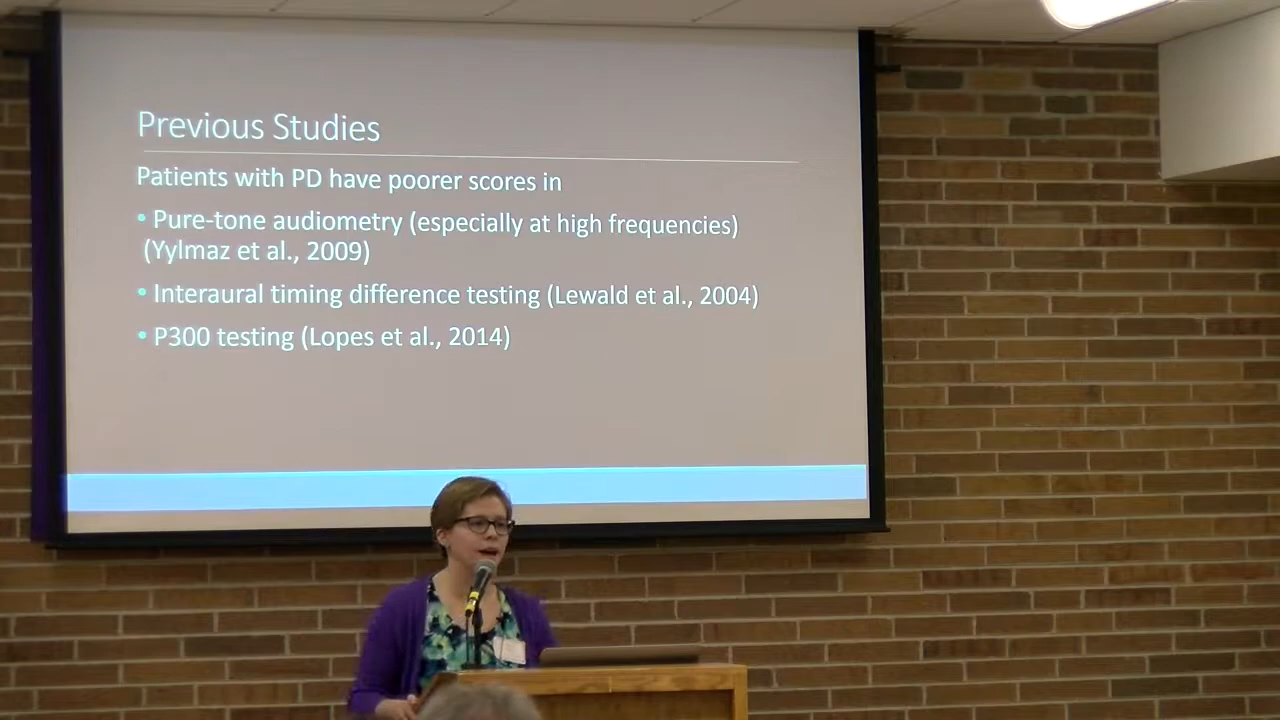 Previous Studies
Patients with PD have poorer scores in
• Pure-tone audiometry (especially at high frequencies)
(Yylmaz et al., 2009)
• Interaural timing difference testing (Lewald et al., 2004)
• P300 testing (Lopes et al., 2014)